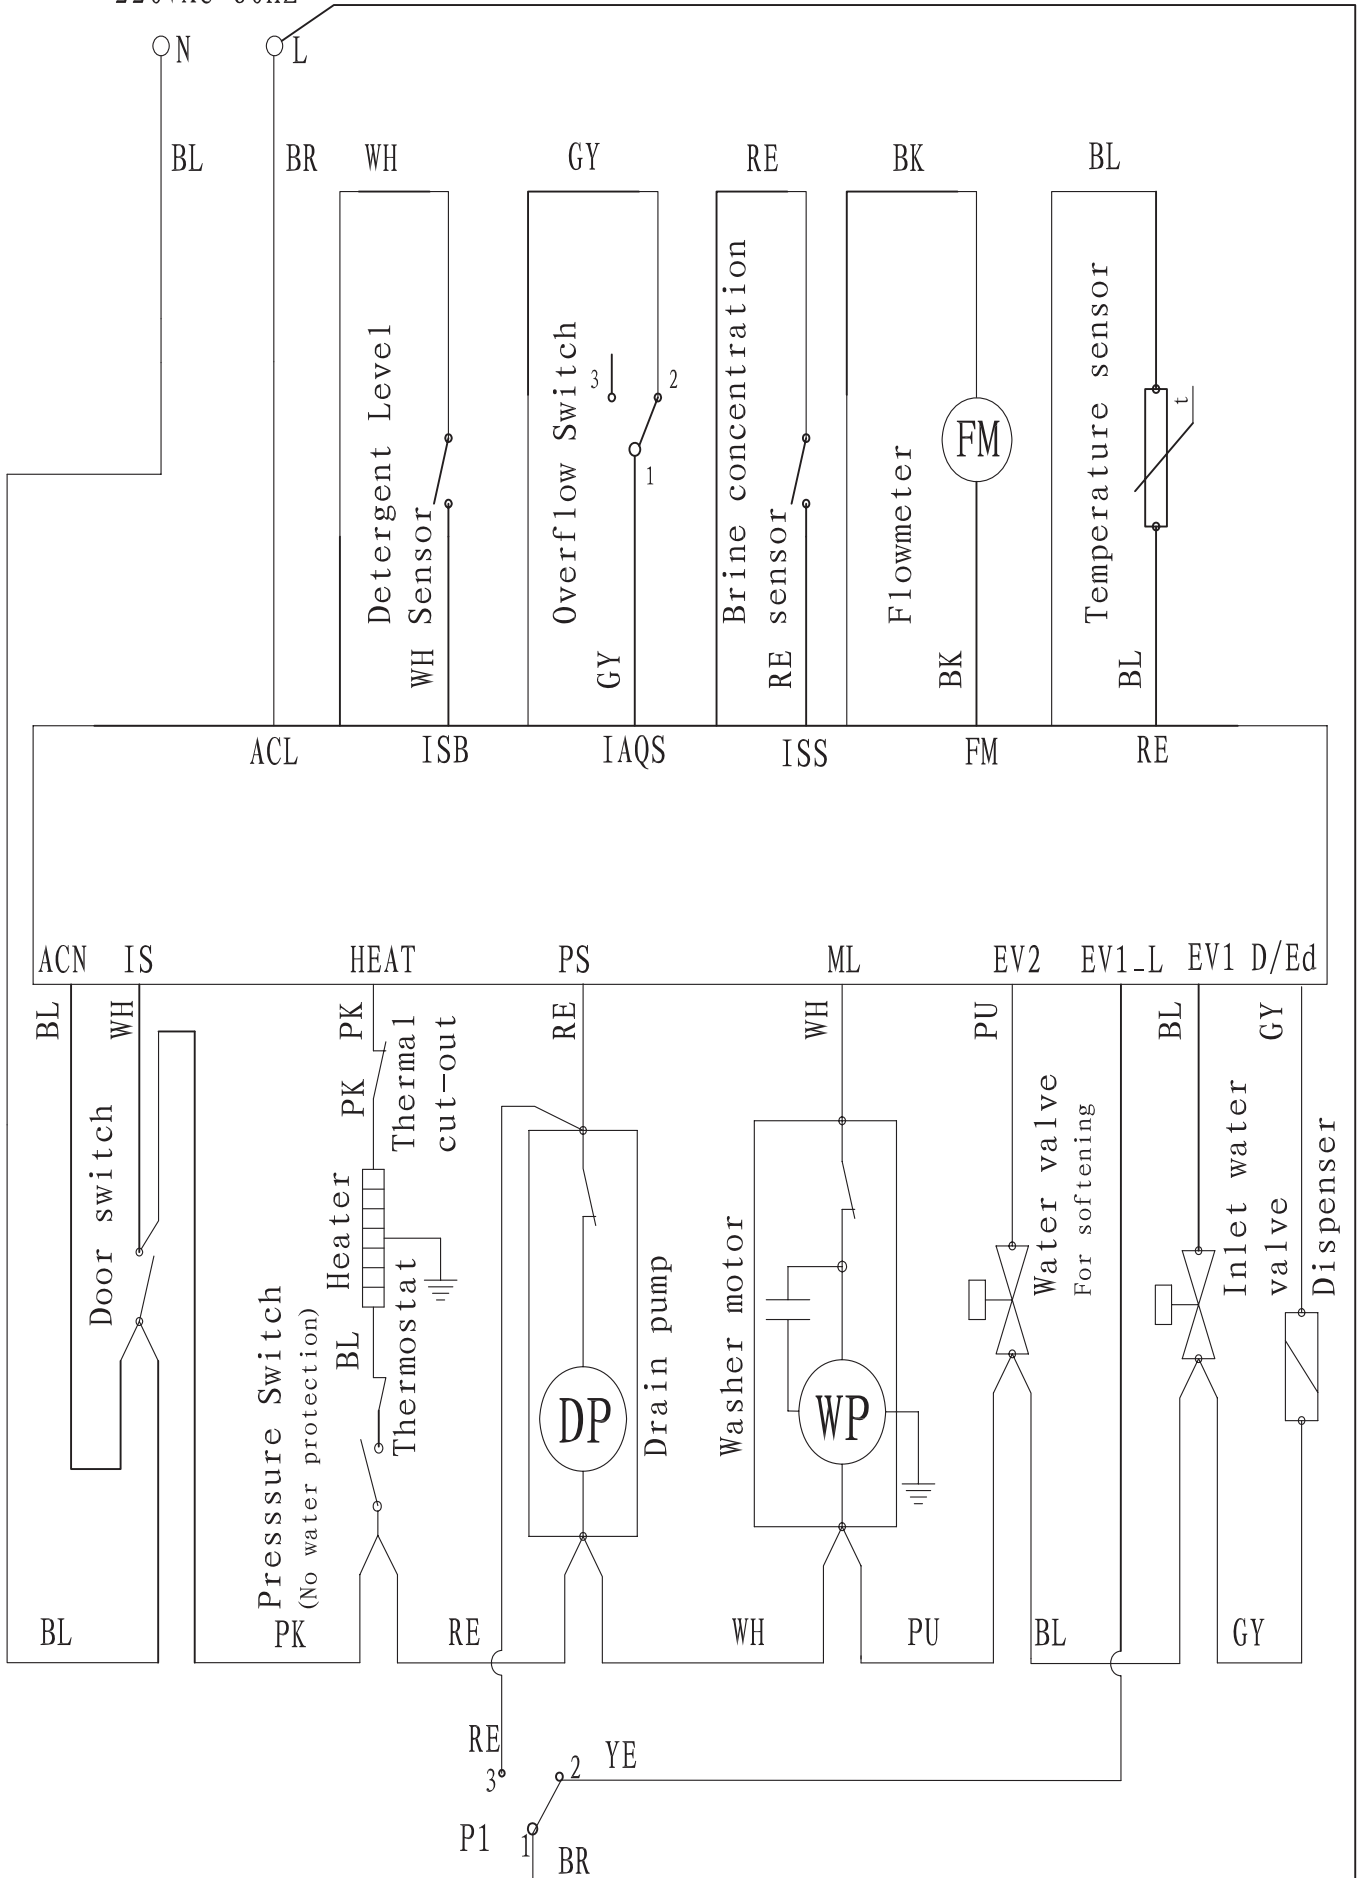 N
L
BL
BR
WH
GY
RE
BK
BL
Detergent Level
Sensor
WH
Overflow Switch
3
2
1
GY
Brine concentration
sensor
RE
Flowmeter
FM
BK
Temperature sensor
t
BL
ACL
ISB
IAQS
ISS
FM
RE
ACN
IS
HEAT
PS
ML
EV2
EV1-L
EV1
D/Ed
BL
WH
PK
RE
WH
PU
BL
GY
Door switch
PK
Thermal
cut-out
Heater
BL
Thermostat
Presssure Switch
(No water protection)
DP
Drain pump
Washer motor
WP
Water valve
For softening
Inlet water
valve
Dispenser
BL
PK
RE
WH
PU
BL
GY
RE
3
2
YE
P1
1
BR